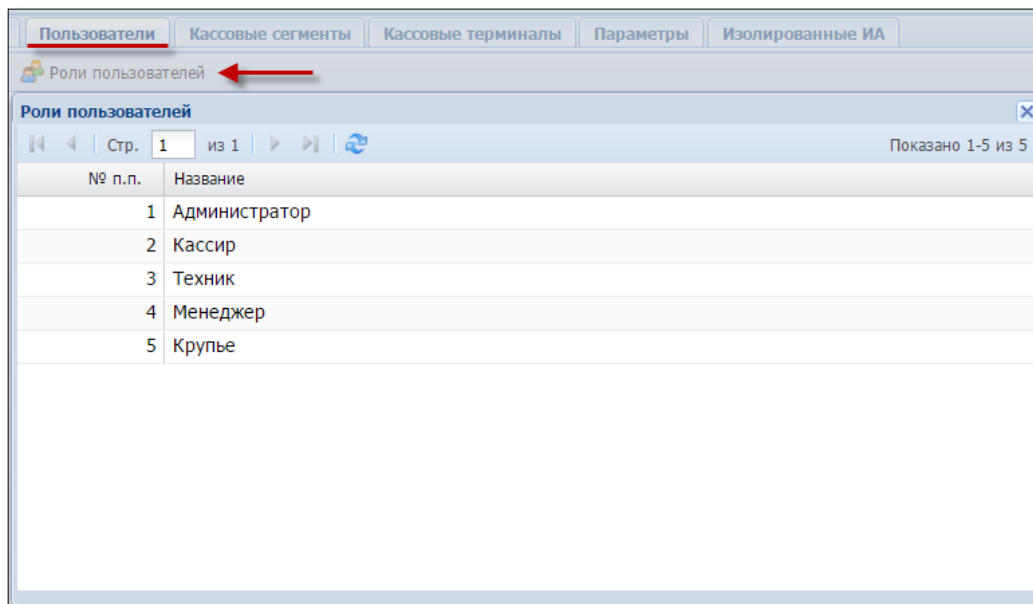 Пользователи Кассовые сегменты Кассовые терминалы Параметры Изолированные ИА
Роли пользователей
Роли пользователей
Стр. 1 из 1 Показано 1-5 из 5
№ п.п. Название
1 Администратор
2 Кассир
3 Техник
4 Менеджер
5 Крупье